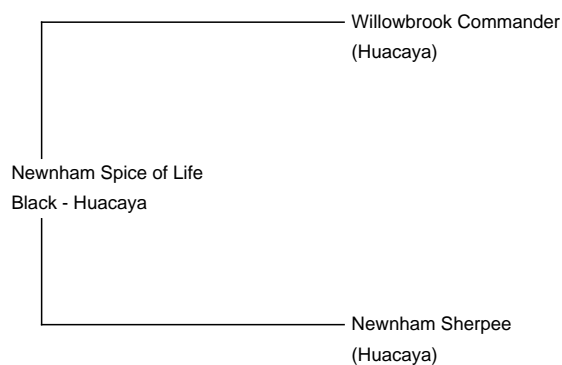 Willowbrook Commander
(Huacaya)
Newnham Spice of Life
Black - Huacaya
Newnham Sherpee
(Huacaya)